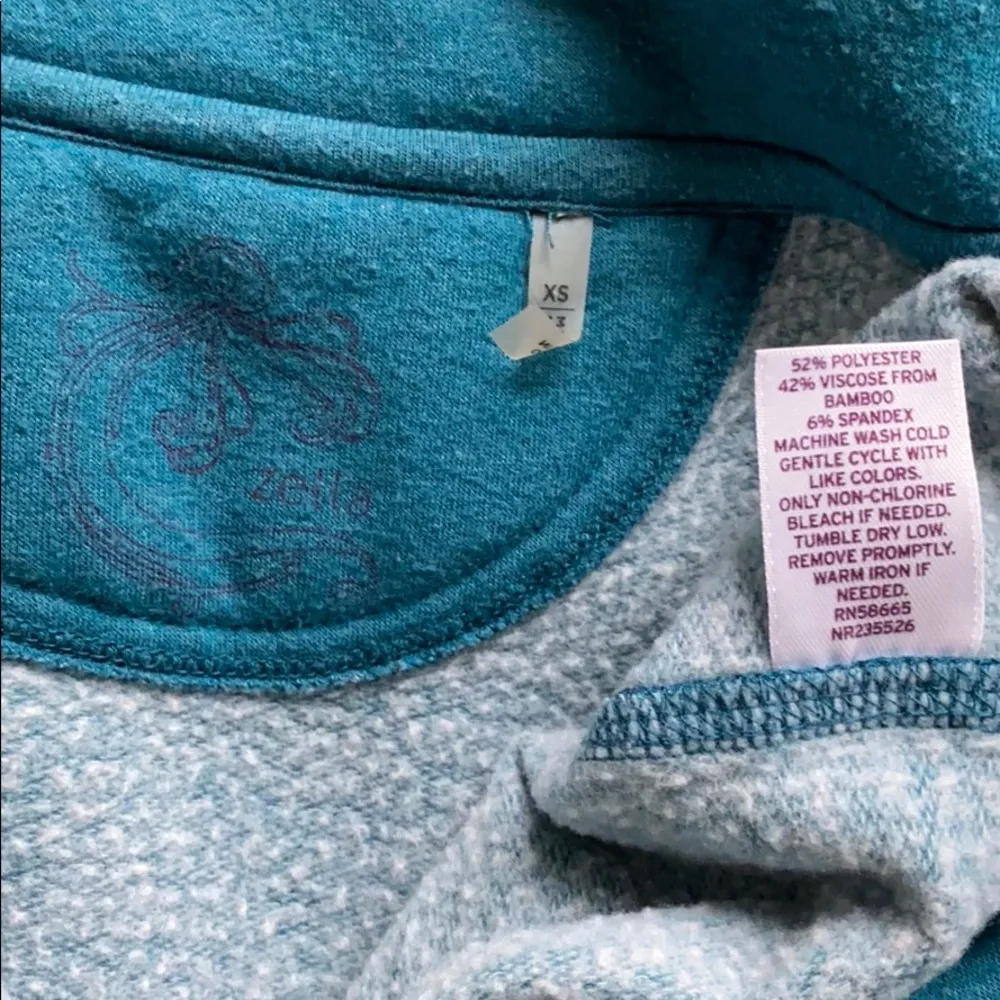 zella
XS
52% POLYESTER
42% VISCOSE FROM
BAMBOO
6% SPANDEX
MACHINE WASH COLD
GENTLE CYCLE WITH
LIKE COLORS.
ONLY NON-CHLORINE
BLEACH IF NEEDED.
TUMBLE DRY LOW.
REMOVE PROMPTLY.
WARM IRON IF
NEEDED.
RN58665
NR235526